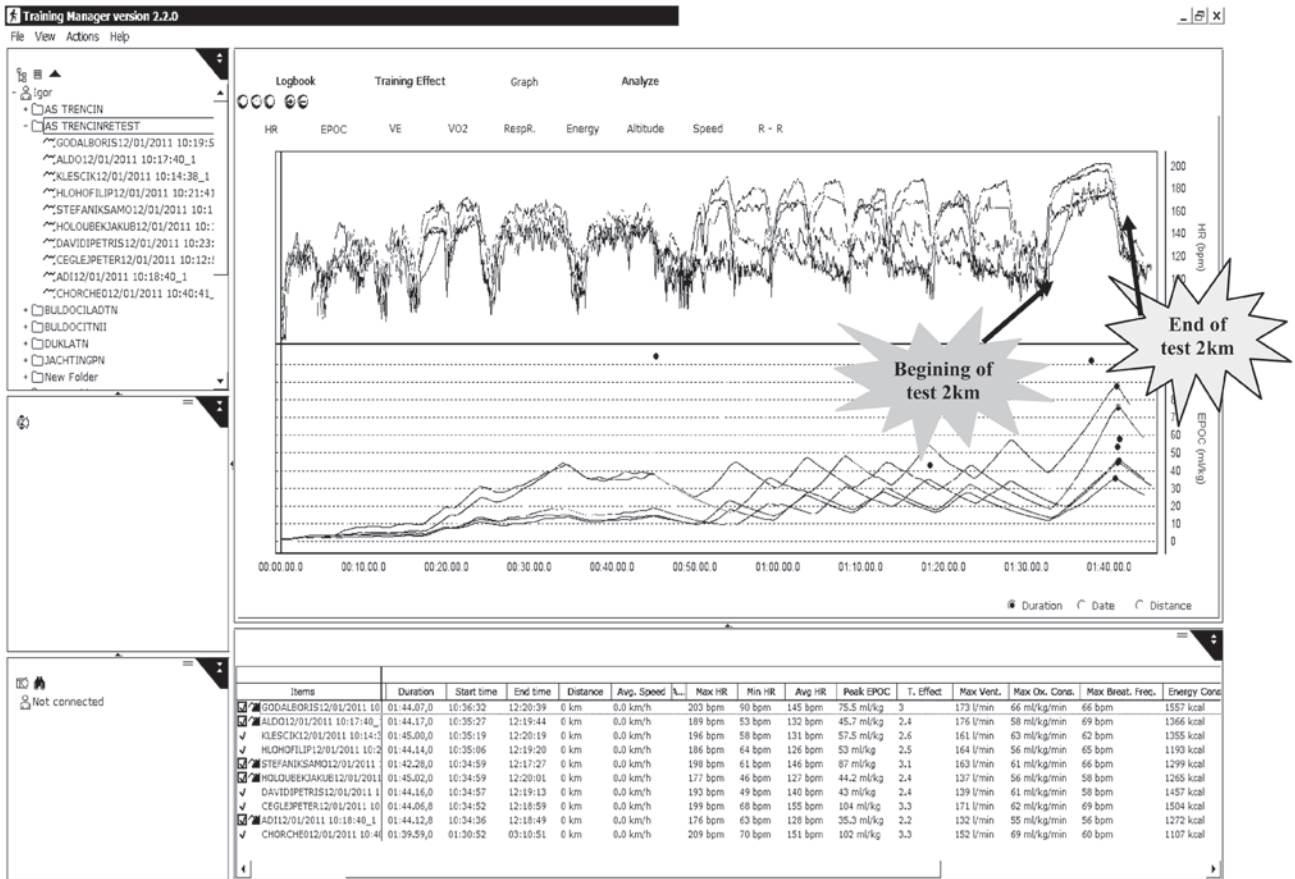 Training Manager version 2.2.0
File View Actions Help
Igor
AS TRENCIN
AS TRENCINRETEST
GODALBORIS12/01/2011 10:19:5
ALDO12/01/2011 10:17:40_1
KLESCIK12/01/2011 10:14:38_1
HLOHOFILIP12/01/2011 10:21:41
STEFANIKSAMO12/01/2011 10:1
HOLOUBEKJAKUB12/01/2011 10:
DAVIDIPETRIS12/01/2011 10:23:
CEGLEJPETER12/01/2011 10:12:
ADI12/01/2011 10:18:40_1
CHORCHE012/01/2011 10:40:41_
BULDOCILADTN
BULDOCITNII
DUKLATN
JACHTINGPN
New Folder
Not connected
Logbook Training Effect Graph Analyze
HR EPOC VE VO2 RespR. Energy Altitude Speed R - R
200
180
160
140
120
HR (bpm)
Begining of
test 2km
End of
test 2km
60
50
40
30
20
10
0
EPOC (ml/kg)
00:00.00.0 00:10.00.0 00:20.00.0 00:30.00.0 00:40.00.0 00:50.00.0 01:00.00.0 01:10.00.0 01:20.00.0 01:30.00.0 01:40.00.0
Duration Date Distance
Items Duration Start time End time Distance Avg. Speed Max HR Min HR Avg HR Peak EPOC T. Effect Max Vent. Max Ox. Cons. Max Breat. Freq. Energy Cons
GODALBORIS12/01/2011 10 01:44.07,0 10:36:32 12:20:39 0 km 0.0 km/h 203 bpm 90 bpm 145 bpm 75.5 ml/kg 3 173 l/min 66 ml/kg/min 66 bpm 1557 kcal
ALDO12/01/2011 10:17:40_ 01:44.17,0 10:35:27 12:19:44 0 km 0.0 km/h 189 bpm 53 bpm 132 bpm 45.7 ml/kg 2.4 176 l/min 58 ml/kg/min 69 bpm 1366 kcal
KLESCIK12/01/2011 10:14:3 01:45.00,0 10:35:19 12:20:19 0 km 0.0 km/h 196 bpm 58 bpm 131 bpm 57.5 ml/kg 2.6 161 l/min 63 ml/kg/min 62 bpm 1355 kcal
HLOHOFILIP12/01/2011 10:2 01:44.14,0 10:35:06 12:19:20 0 km 0.0 km/h 186 bpm 64 bpm 126 bpm 53 ml/kg 2.5 164 l/min 56 ml/kg/min 65 bpm 1193 kcal
STEFANIKSAMO12/01/2011 01:42.28,0 10:34:59 12:17:27 0 km 0.0 km/h 198 bpm 61 bpm 146 bpm 87 ml/kg 3.1 163 l/min 61 ml/kg/min 66 bpm 1299 kcal
HOLOUBEKJAKUB12/01/2011 01:45.02,0 10:34:59 12:20:01 0 km 0.0 km/h 177 bpm 46 bpm 127 bpm 44.2 ml/kg 2.4 137 l/min 56 ml/kg/min 58 bpm 1265 kcal
DAVIDIPETRIS12/01/2011 1 01:44.16,0 10:34:57 12:19:13 0 km 0.0 km/h 193 bpm 49 bpm 140 bpm 43 ml/kg 2.4 139 l/min 61 ml/kg/min 58 bpm 1457 kcal
CEGLEJPETER12/01/2011 10 01:44.06,8 10:34:52 12:18:59 0 km 0.0 km/h 199 bpm 68 bpm 155 bpm 104 ml/kg 3.3 171 l/min 62 ml/kg/min 69 bpm 1504 kcal
ADI12/01/2011 10:18:40_1 01:44.12,8 10:34:36 12:18:49 0 km 0.0 km/h 176 bpm 63 bpm 128 bpm 35.3 ml/kg 2.2 132 l/min 55 ml/kg/min 56 bpm 1272 kcal
CHORCHE012/01/2011 10:40 01:39.59,0 01:30:52 03:10:51 0 km 0.0 km/h 209 bpm 70 bpm 151 bpm 102 ml/kg 3.3 152 l/min 69 ml/kg/min 60 bpm 1107 kcal